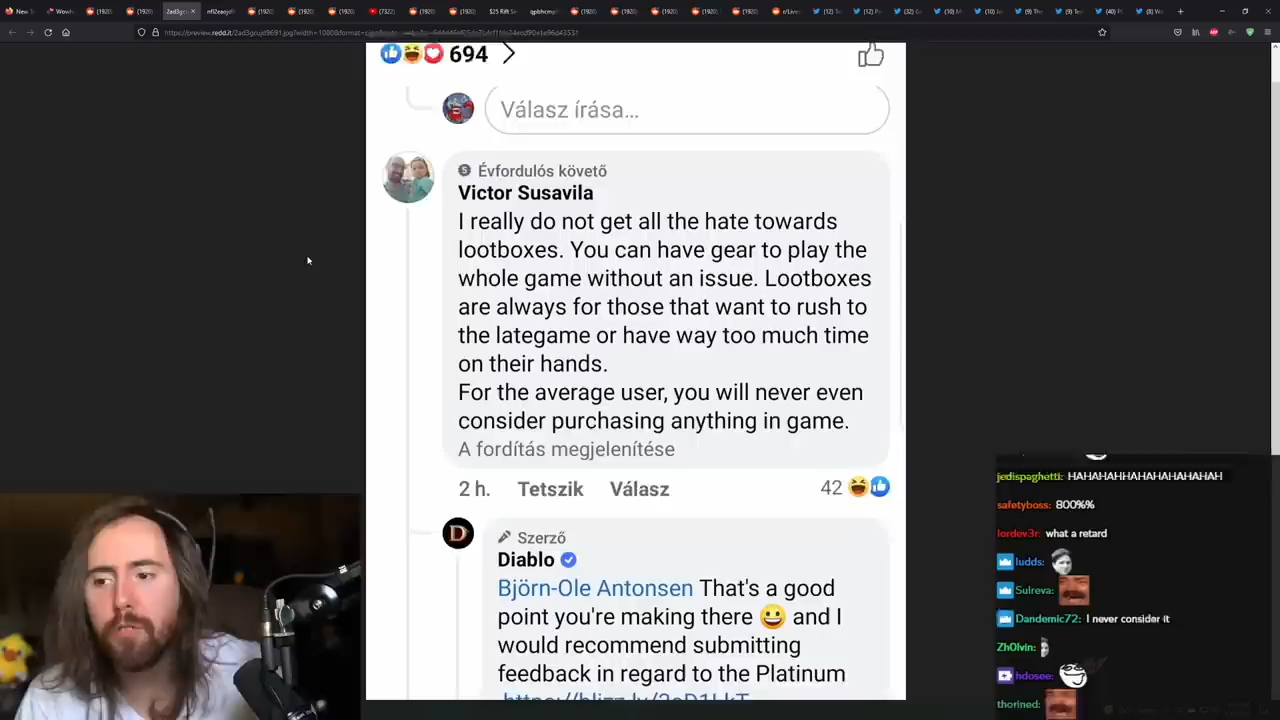 694
Válasz írása...
Évfordulós követő
Victor Susavila
I really do not get all the hate towards
lootboxes. You can have gear to play the
whole game without an issue. Lootboxes
are always for those that want to rush to
the lategame or have way too much time
on their hands.
For the average user, you will never even
consider purchasing anything in game.
A fordítás megjelenítése
2 h. Tetszik Válasz 42
Szerző
Diablo
Björn-Ole Antonsen That's a good
point you're making there 😀 and I
would recommend submitting
feedback in regard to the Platinum
jedispaghetti: HAHAHAHHAHAHAHAHAHAH
safetyboss: 800%%
lordev3r: what a retard
ludds:
Sulreva:
Dandemic72: I never consider it
Zh0lvin:
hdosee:
thorined: